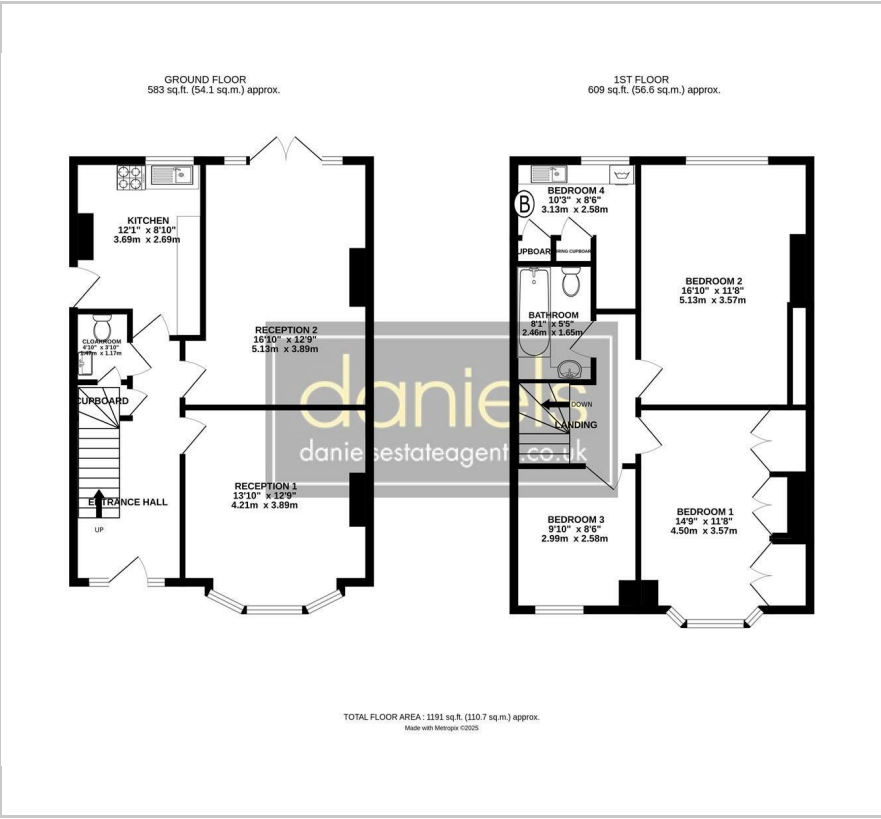 GROUND FLOOR
583 sq.ft. (54.1 sq.m.) approx.
KITCHEN
12'1" x 8'10"
3.69m x 2.69m
CLOAKROOM
4'10" x 3'10"
1.47m x 1.17m
CUPBOARD
RECEPTION 2
16'10" x 12'9"
5.13m x 3.89m
RECEPTION 1
13'10" x 12'9"
4.21m x 3.89m
ENTRANCE HALL
UP
1ST FLOOR
609 sq.ft. (56.6 sq.m.) approx.
B
BEDROOM 4
10'3" x 8'6"
3.13m x 2.58m
UPBOAR
RING CUPBOARD
BATHROOM
8'1" x 5'5"
2.46m x 1.65m
BEDROOM 2
16'10" x 11'8"
5.13m x 3.57m
DOWN
LANDING
BEDROOM 3
9'10" x 8'6"
2.99m x 2.58m
BEDROOM 1
14'9" x 11'8"
4.50m x 3.57m
daniels
danielsestateagents.co.uk
TOTAL FLOOR AREA : 1191 sq.ft. (110.7 sq.m.) approx.
Made with Metropix ©2025